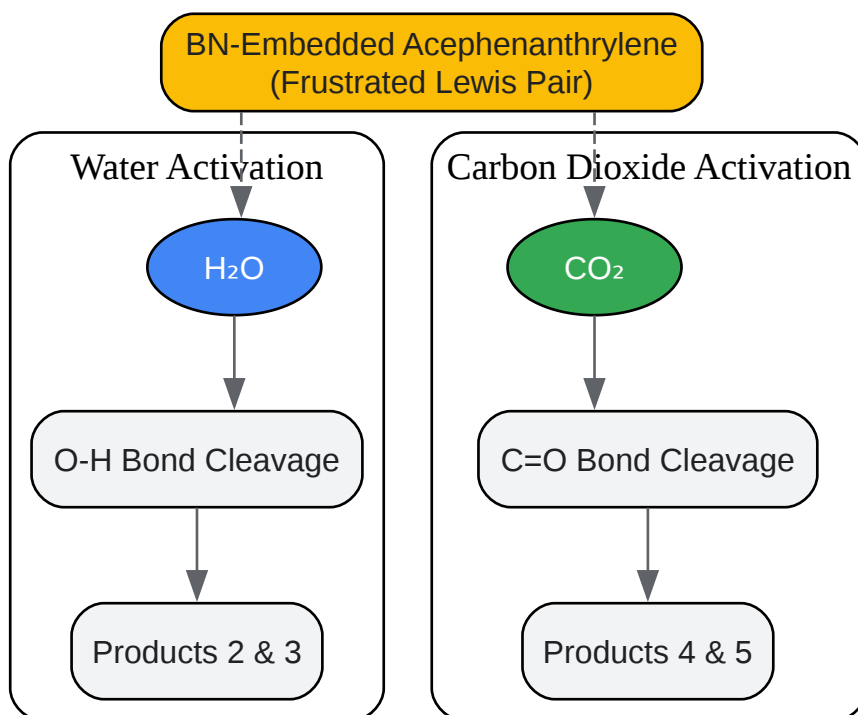 BN-Embedded Acephenanthrylene
(Frustrated Lewis Pair)
Water Activation
H₂O
O-H Bond Cleavage
Products 2 & 3
Carbon Dioxide Activation
CO₂
C=O Bond Cleavage
Products 4 & 5